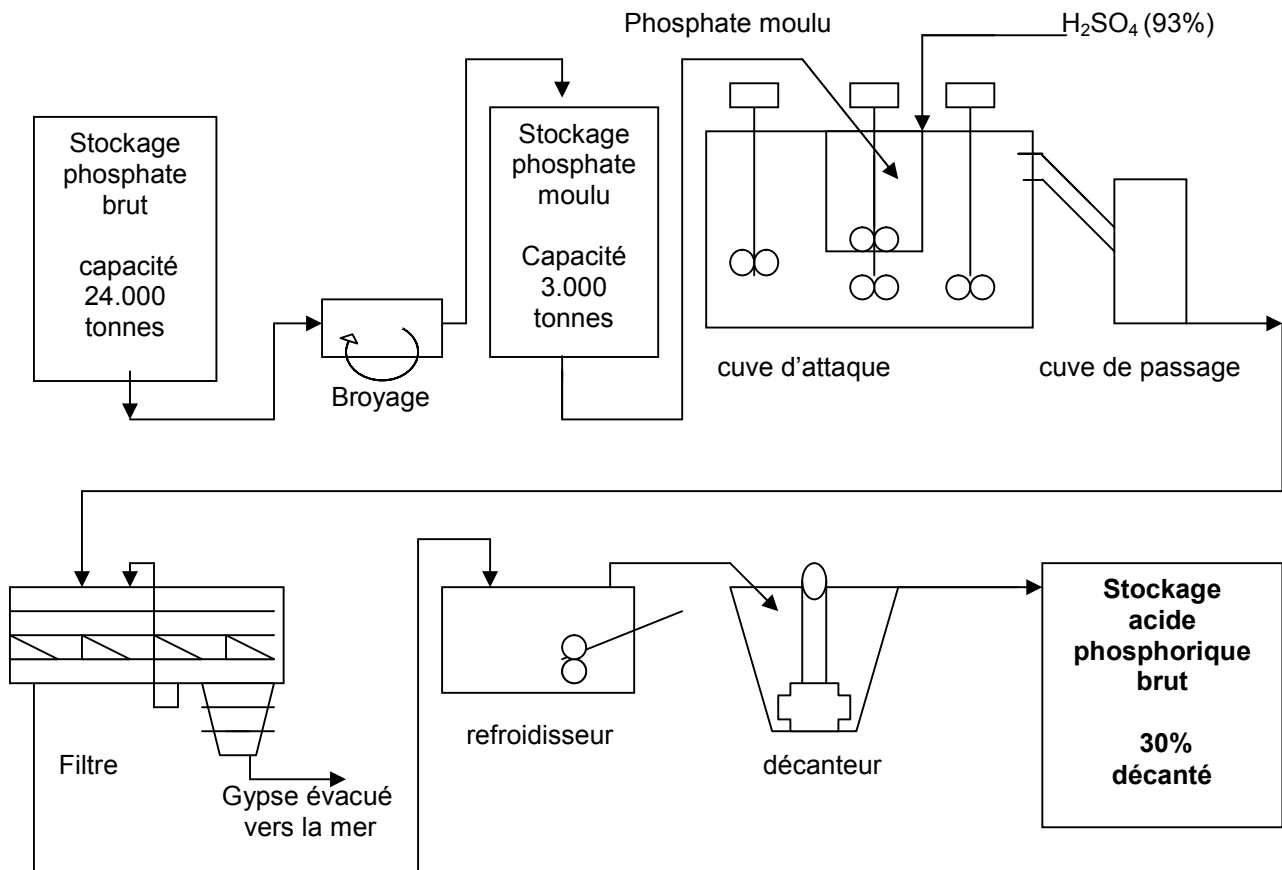 Phosphate moulu
H₂SO₄ (93%)
Stockage
phosphate
brut
capacité
24.000
tonnes
Broyage
Stockage
phosphate
moulu
Capacité
3.000
tonnes
cuve d'attaque
cuve de passage
Filtre
Gypse évacué
vers la mer
refroidisseur
décanteur
Stockage
acide
phosphorique
brut
30%
décanté